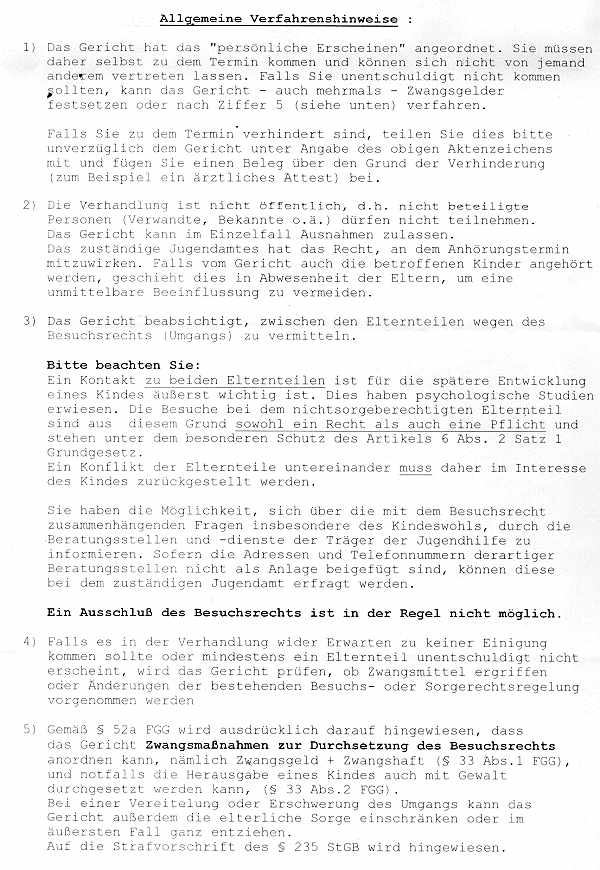 Allgemeine Verfahrenshinweise :
1) Das Gericht hat das "persönliche Erscheinen" angeordnet. Sie müssen
daher selbst zu dem Termin kommen und können sich nicht von jemand
anderem vertreten lassen. Falls Sie unentschuldigt nicht kommen
sollten, kann das Gericht - auch mehrmals - Zwangsgelder
festsetzen oder nach Ziffer 5 (siehe unten) verfahren.
Falls Sie zu dem Termin verhindert sind, teilen Sie dies bitte
unverzüglich dem Gericht unter Angabe des obigen Aktenzeichens
mit und fügen Sie einen Beleg über den Grund der Verhinderung
(zum Beispiel ein ärztliches Attest) bei.
2) Die Verhandlung ist nicht öffentlich, d.h. nicht beteiligte
Personen (Verwandte, Bekannte o.ä.) dürfen nicht teilnehmen.
Das Gericht kann im Einzelfall Ausnahmen zulassen.
Das zuständige Jugendamtes hat das Recht, an dem Anhörungstermin
mitzuwirken. Falls vom Gericht auch die betroffenen Kinder angehört
werden, geschieht dies in Abwesenheit der Eltern, um eine
unmittelbare Beeinflussung zu vermeiden.
3) Das Gericht beabsichtigt, zwischen den Elternteilen wegen des
Besuchsrechts (Umgangs) zu vermitteln.
Bitte beachten Sie:
Ein Kontakt zu beiden Elternteilen ist für die spätere Entwicklung
eines Kindes äußerst wichtig ist. Dies haben psychologische Studien
erwiesen. Die Besuche bei dem nichtsorgeberechtigten Elternteil
sind aus diesem Grund sowohl ein Recht als auch eine Pflicht und
stehen unter dem besonderen Schutz des Artikels 6 Abs. 2 Satz 1
Grundgesetz.
Ein Konflikt der Elternteile untereinander muss daher im Interesse
des Kindes zurückgestellt werden.
Sie haben die Möglichkeit, sich über die mit dem Besuchsrecht
zusammenhängenden Fragen insbesondere des Kindeswohls, durch die
Beratungsstellen und -dienste der Träger der Jugendhilfe zu
informieren. Sofern die Adressen und Telefonnummern derartiger
Beratungsstellen nicht als Anlage beigefügt sind, können diese
bei dem zuständigen Jugendamt erfragt werden.
Ein Ausschluß des Besuchsrechts ist in der Regel nicht möglich.
4) Falls es in der Verhandlung wider Erwarten zu keiner Einigung
kommen sollte oder mindestens ein Elternteil unentschuldigt nicht
erscheint, wird das Gericht prüfen, ob Zwangsmittel ergriffen
oder Änderungen der bestehenden Besuchs- oder Sorgerechtsregelung
vorgenommen werden
5) Gemäß § 52a FGG wird ausdrücklich darauf hingewiesen, dass
das Gericht Zwangsmaßnahmen zur Durchsetzung des Besuchsrechts
anordnen kann, nämlich Zwangsgeld + Zwangshaft (§ 33 Abs.1 FGG),
und notfalls die Herausgabe eines Kindes auch mit Gewalt
durchgesetzt werden kann, (§ 33 Abs.2 FGG).
Bei einer Vereitelung oder Erschwerung des Umgangs kann das
Gericht außerdem die elterliche Sorge einschränken oder im
äußersten Fall ganz entziehen.
Auf die Strafvorschrift des § 235 StGB wird hingewiesen.